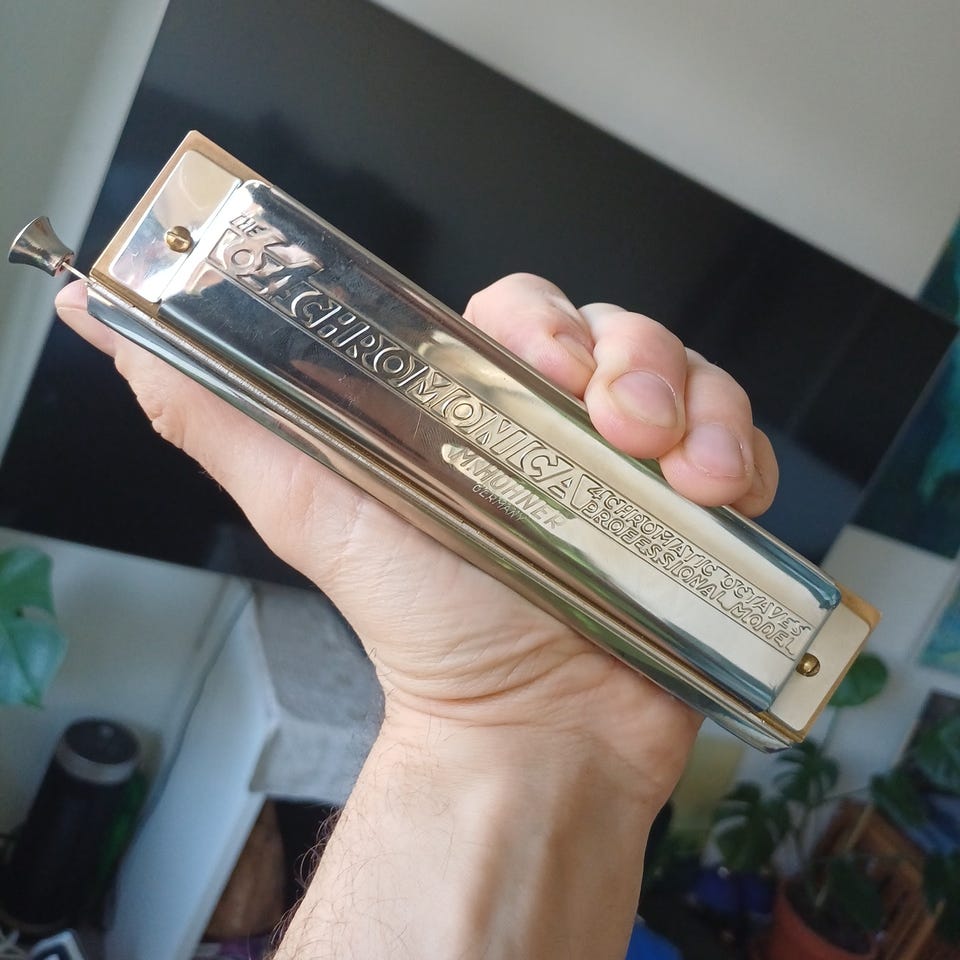 THE
64 CHROMONICA
M. HOHNER
GERMANY
4 CHROMATIC OCTAVES
PROFESSIONAL MODEL